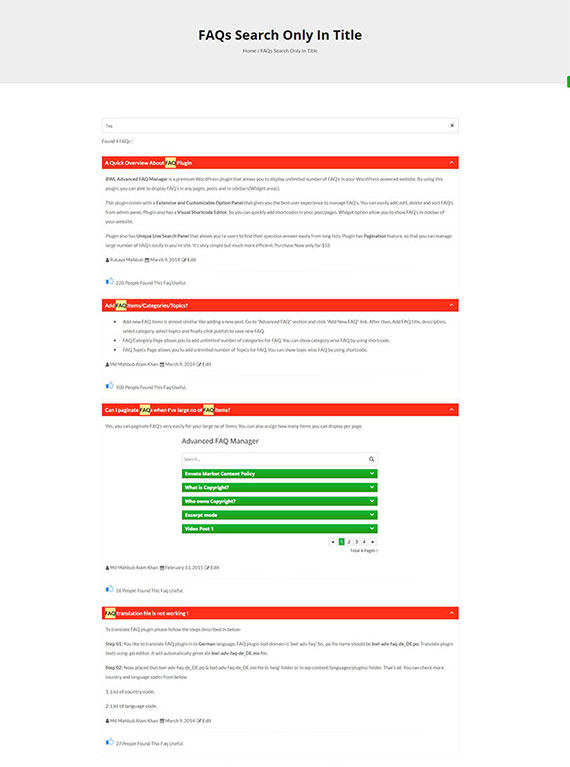 FAQs Search Only In Title
Home / FAQs Search Only In Title
faq
Found 4 FAQs !
A Quick Overview About FAQ Plugin
BWL Advanced FAQ Manager is a premium WordPress plugin that allows you to display unlimited number of FAQ's in your WordPress powered website. By using this
plugin, you can able to display FAQ's in any pages, posts and in sidebars(Widget areas).
This plugin comes with a Extensive and Customizable Option Panel that gives you the best user experience to manage FAQ's. You can easily add, edit, delete and sort FAQ's
from admin panel. Plugin also has a Visual Shortcode Editor. So you can quickly add shortcodes in your post/pages. Widget option allow you to show FAQ's in sidebar of
your website.
Plugin also has Unique Live Search Panel that allows you're users to find their question answer easily from long lists. Plugin has Pagination feature, so that you can manage
large number of FAQ's easily in you're site. It's very simple but much more efficient. Purchase Now only for $18
Rukaya Mahbub March 9, 2014 Edit
People Found This Faq Useful.
Add FAQ Items/Categories/Topics?
Add new FAQ items is almost similar like adding a new post. Go to "Advanced FAQ" section and click "Add New FAQ" link. After then, Add FAQ title, description,
select category, select topics and finally click publish to save new FAQ.
FAQ Category Page allows you to add unlimited number of categories for FAQ. You can show category wise FAQ by using shortcode.
FAQ Topics Page allows you to add unlimited number of Topics for FAQ. You can show topic wise FAQ by using shortcode.
Md Mahbub Alam Khan March 9, 2014 Edit
100 People Found This Faq Useful.
Can I paginate FAQs when I've large no of FAQ items?
Yes, you can paginate FAQ's very easily for your large no of items. You can also assign how many items you can display per page.
Advanced FAQ Manager
Search...
Envato Market Content Policy
What is Copyright?
Who owns Copyright?
Excerpt mode
Video Post 1
« 1 2 3 4 »
Total 4 Pages !
Md Mahbub Alam Khan February 13, 2015 Edit
16 People Found This Faq Useful.
FAQ translation file is not working !
To translate FAQ plugin please follow the steps described in below-
Step 01: You like to translate FAQ plugin in to German language. FAQ plugin text domain is 'bwl-adv-faq'. So, .po file name should be bwl-adv-faq-de_DE.po. Translate plugin
texts using .po editor. It will automatically generate bwl-adv-faq-de_DE.mo file.
Step 02: Now, placed that bwl-adv-faq-de_DE.po & bwl-adv-faq-de_DE.mo file in 'lang' folder or in wp-content/languages/plugins/ folder. That's all. You can check more
country and language codes from below.
1. List of country code.
2. List of language code.
Md Mahbub Alam Khan March 9, 2014 Edit
27 People Found This Faq Useful.